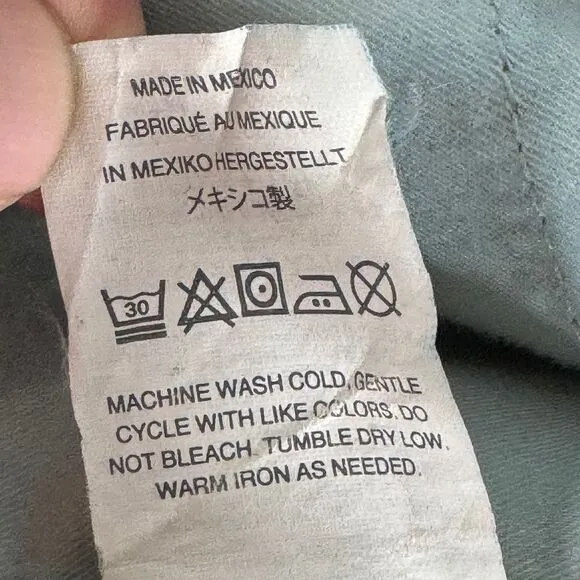 MADE IN MEXICO
FABRIQUÉ AU MEXIQUE
IN MEXIKO HERGESTELLT
メキシコ製
30
MACHINE WASH COLD, GENTLE
CYCLE WITH LIKE COLORS. DO
NOT BLEACH. TUMBLE DRY LOW.
WARM IRON AS NEEDED.